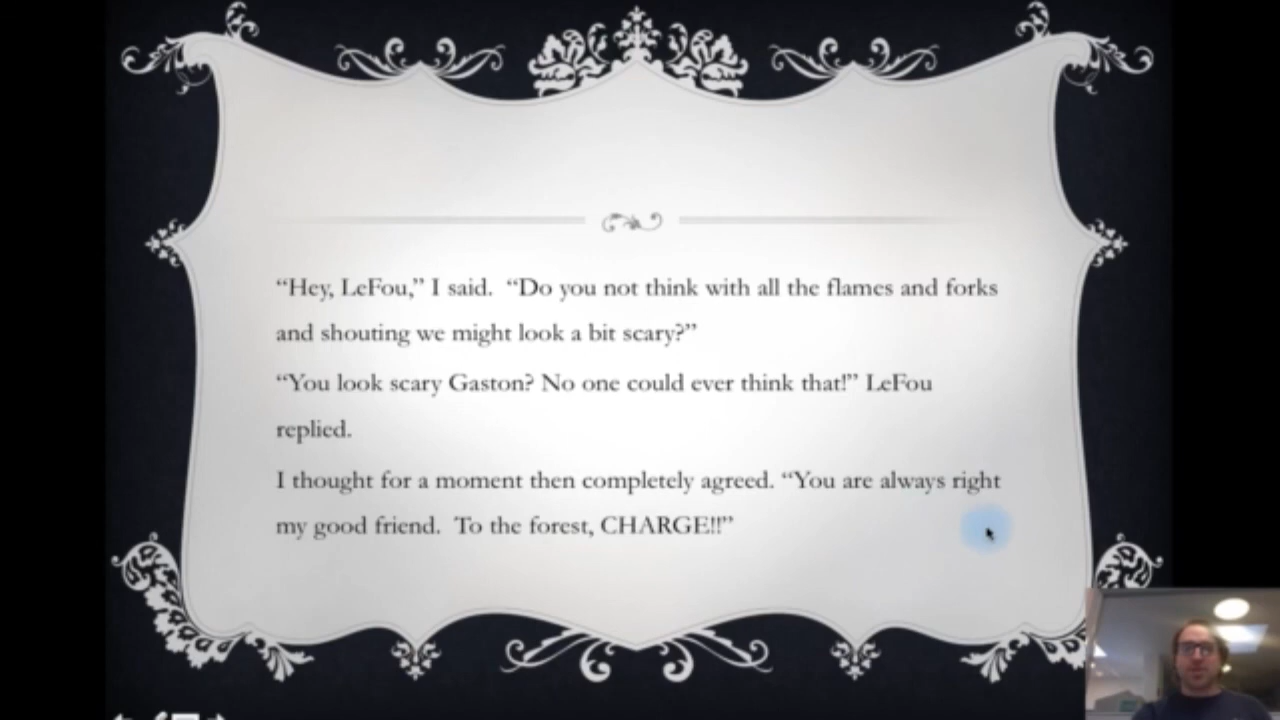 “Hey, LeFou,” I said.  “Do you not think with all the flames and forks
and shouting we might look a bit scary?”
“You look scary Gaston? No one could ever think that!” LeFou
replied.
I thought for a moment then completely agreed. “You are always right
my good friend.  To the forest, CHARGE!!”